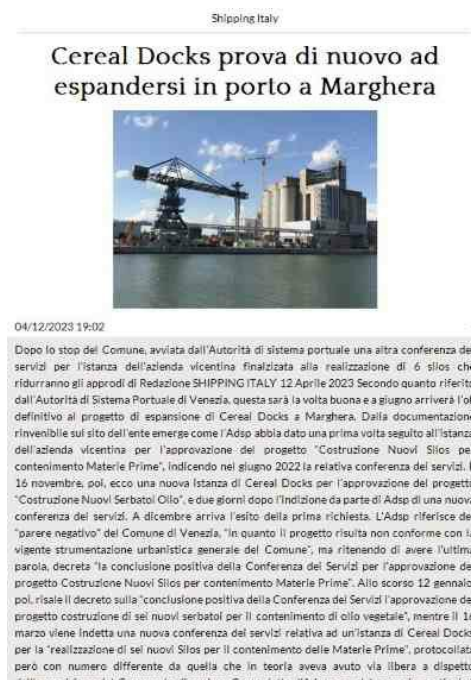 Shipping Italy
Cereal Docks prova di nuovo ad
espandersi in porto a Marghera
04/12/2023 19:02
Dopo lo stop del Comune, avviata dall'Autorità di sistema portuale una altra conferenza de
servizi per l'istanza dell'azienda vicentina finalizzata alla realizzazione di 6 silos che
ridurranno gli approdi di Redazione SHIPPING ITALY 12 Aprile 2023 Secondo quanto riferito
dall'Autorità di Sistema Portuale di Venezia, questa sarà la volta buona e a giugno arriverà l'ok
definitivo al progetto di espansione di Cereal Docks a Marghera. Dalla documentazione
rinvenibile sul sito dell'ente emerge come l'Adsp abbia dato una prima volta seguito all'istanza
dell'azienda vicentina per l'approvazione del progetto "Costruzione Nuovi Silos pe
contenimento Materie Prime", indicendo nel giugno 2022 la relativa conferenza dei servizi.
16 novembre, poi, ecco una nuova istanza di Cereal Docks per l'approvazione del progetto
"Costruzione Nuovi Serbatoi Olio", e due giorni dopo l'indizione da parte di Adsp di una nuova
conferenza dei servizi. A dicembre arriva l'esito della prima richiesta. L'Adsp riferisce de
"parere negativo" del Comune di Venezia, "in quanto il progetto risulta non conforme con la
vigente strumentazione urbanistica generale del Comune", ma ritenendo di avere l'ultima
parola, decreta "la conclusione positiva della Conferenza dei Servizi per l'approvazione de
progetto Costruzione Nuovi Silos per contenimento Materie Prime". Allo scorso 12 gennaio
poi, risale il decreto sulla "conclusione positiva della Conferenza dei Servizi l'approvazione de
progetto costruzione di sei nuovi serbatoi per il contenimento di olio vegetale", mentre il 16
marzo viene indetta una nuova conferenza dei servizi relativa ad un'istanza di Cereal Docks
per la "realizzazione di sei nuovi Silos per il contenimento delle Materie Prime", protocollata
però con numero differente da quella che in teoria aveva avuto via libera a dispetto